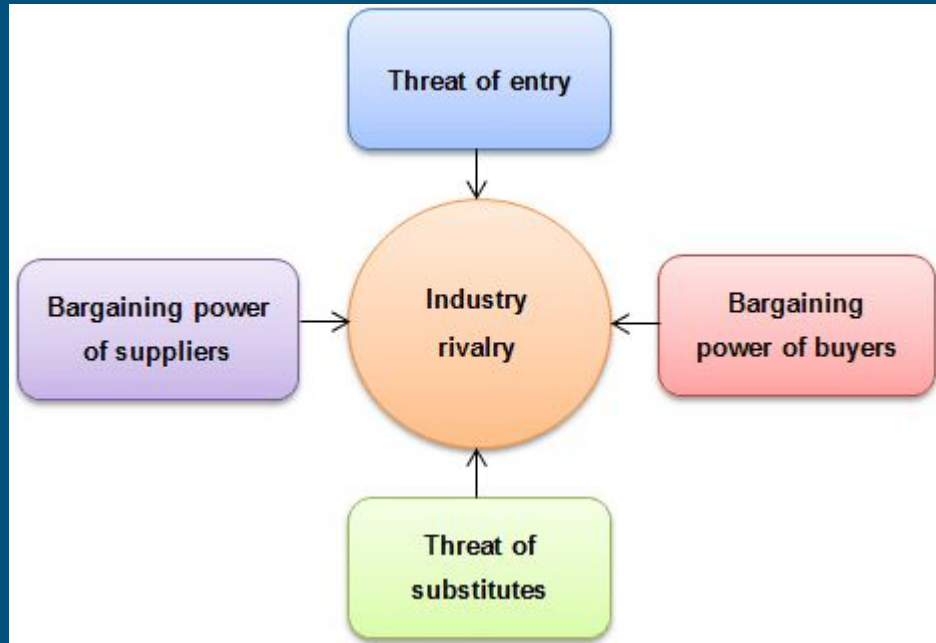 Threat of entry
Bargaining power
of suppliers
Industry
rivalry
Bargaining
power of buyers
Threat of
substitutes